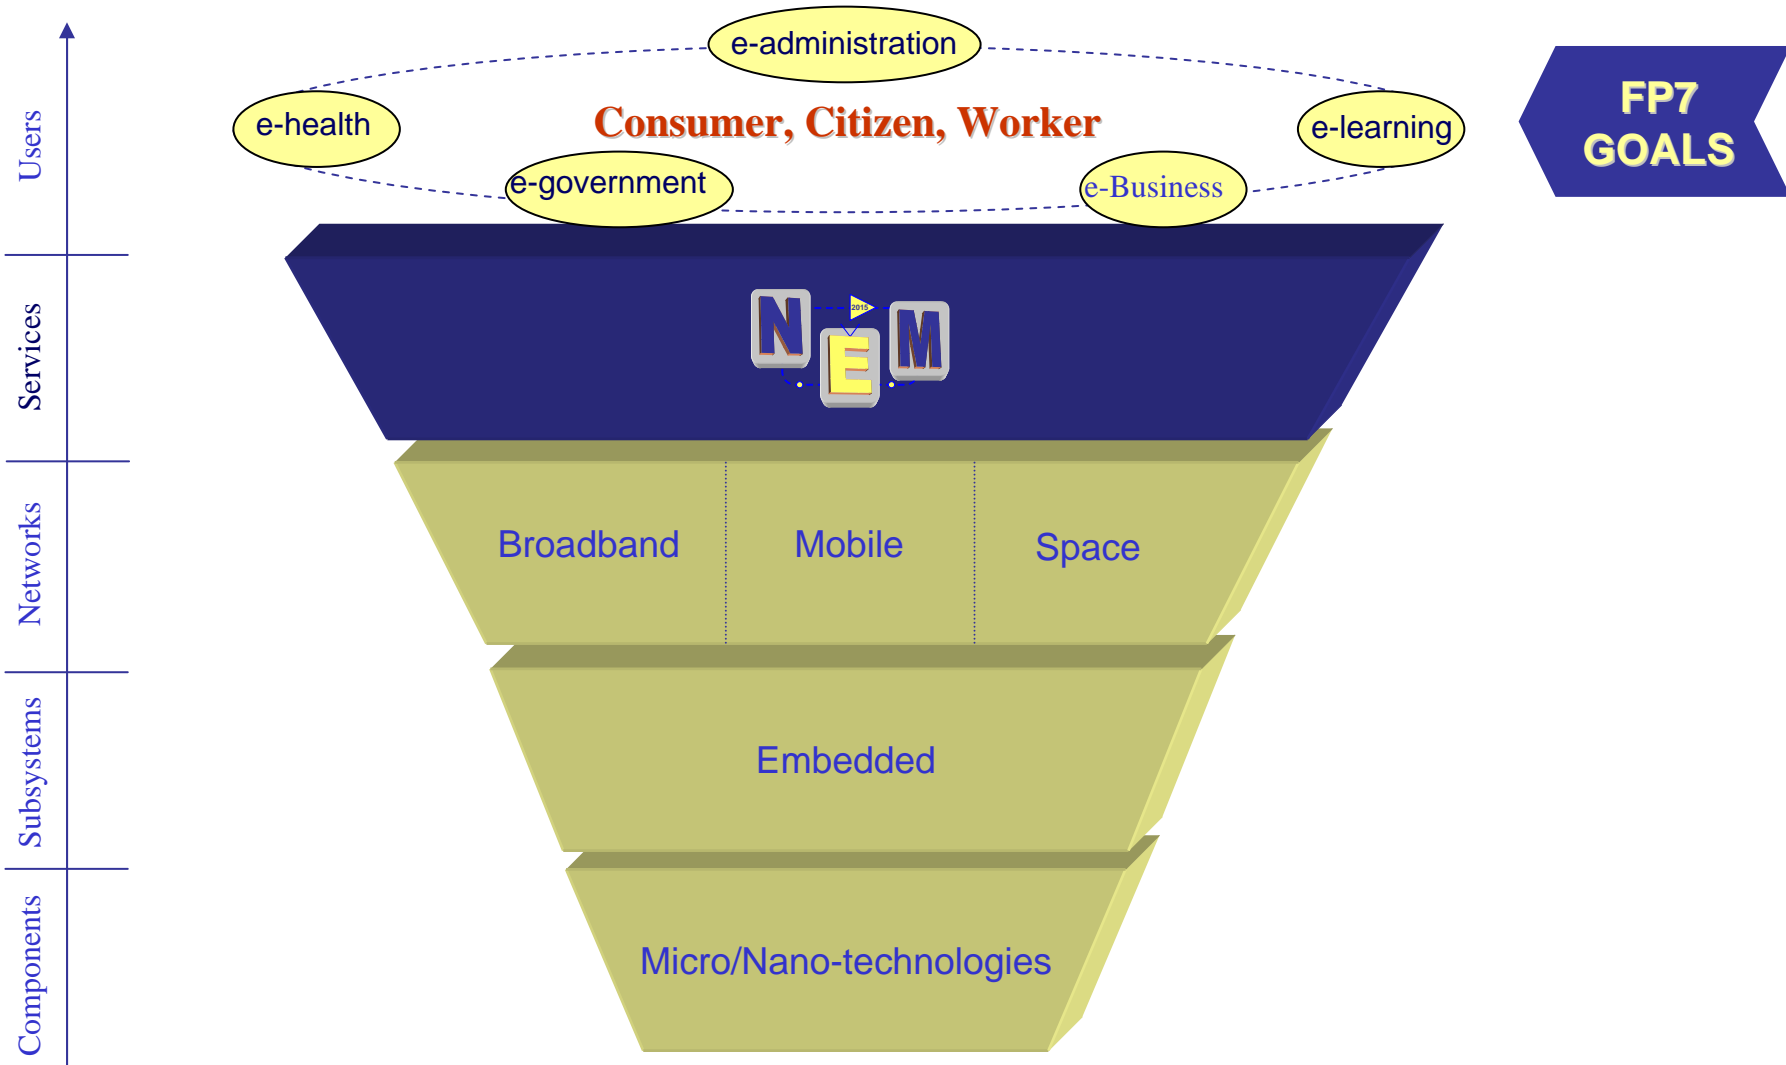 e-administration
e-health
Consumer, Citizen, Worker
e-learning
e-government
e-Business
FP7
GOALS
Users
Services
N
2015
E
M
Networks
Broadband
Mobile
Space
Subsystems
Embedded
Components
Micro/Nano-technologies